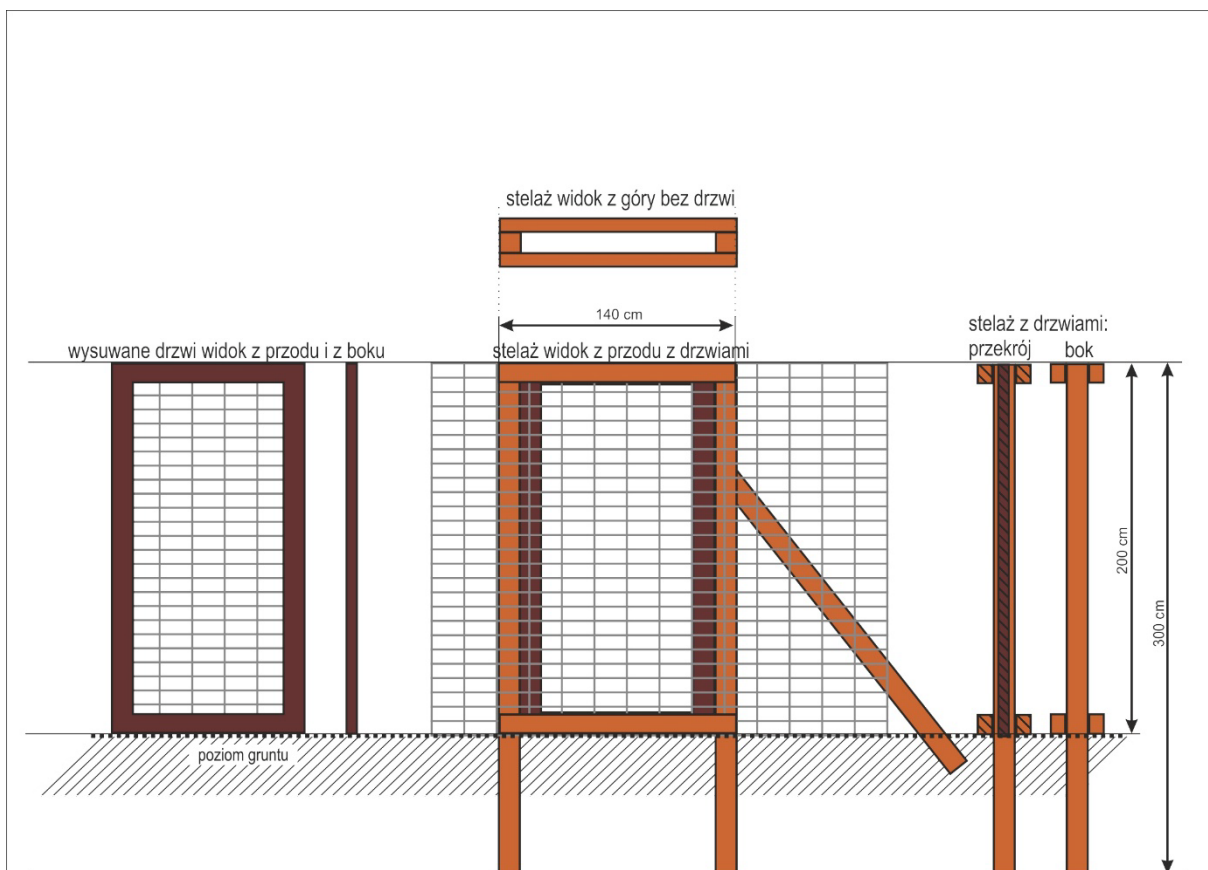 stelaż widok z góry bez drzwi
140 cm
stelaż z drzwiami:
wysuwane drzwi widok z przodu i z boku
stelaż widok z przodu z drzwiami
przekrój
bok
200 cm
300 cm
poziom gruntu